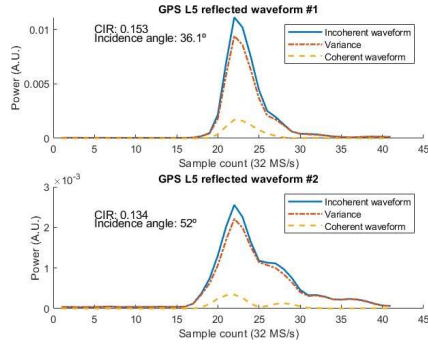 GPS L5 reflected waveform #1
CIR: 0.153
Incidence angle: 36.1º
Incoherent waveform
Variance
Coherent waveform
Power (A.U.)
0.01
0.005
0
0 5 10 15 20 25 30 35 40 45
Sample count (32 MS/s)
GPS L5 reflected waveform #2
×10⁻³
CIR: 0.134
Incidence angle: 52º
Incoherent waveform
Variance
Coherent waveform
Power (A.U.)
3
2
1
0
0 5 10 15 20 25 30 35 40 45
Sample count (32 MS/s)